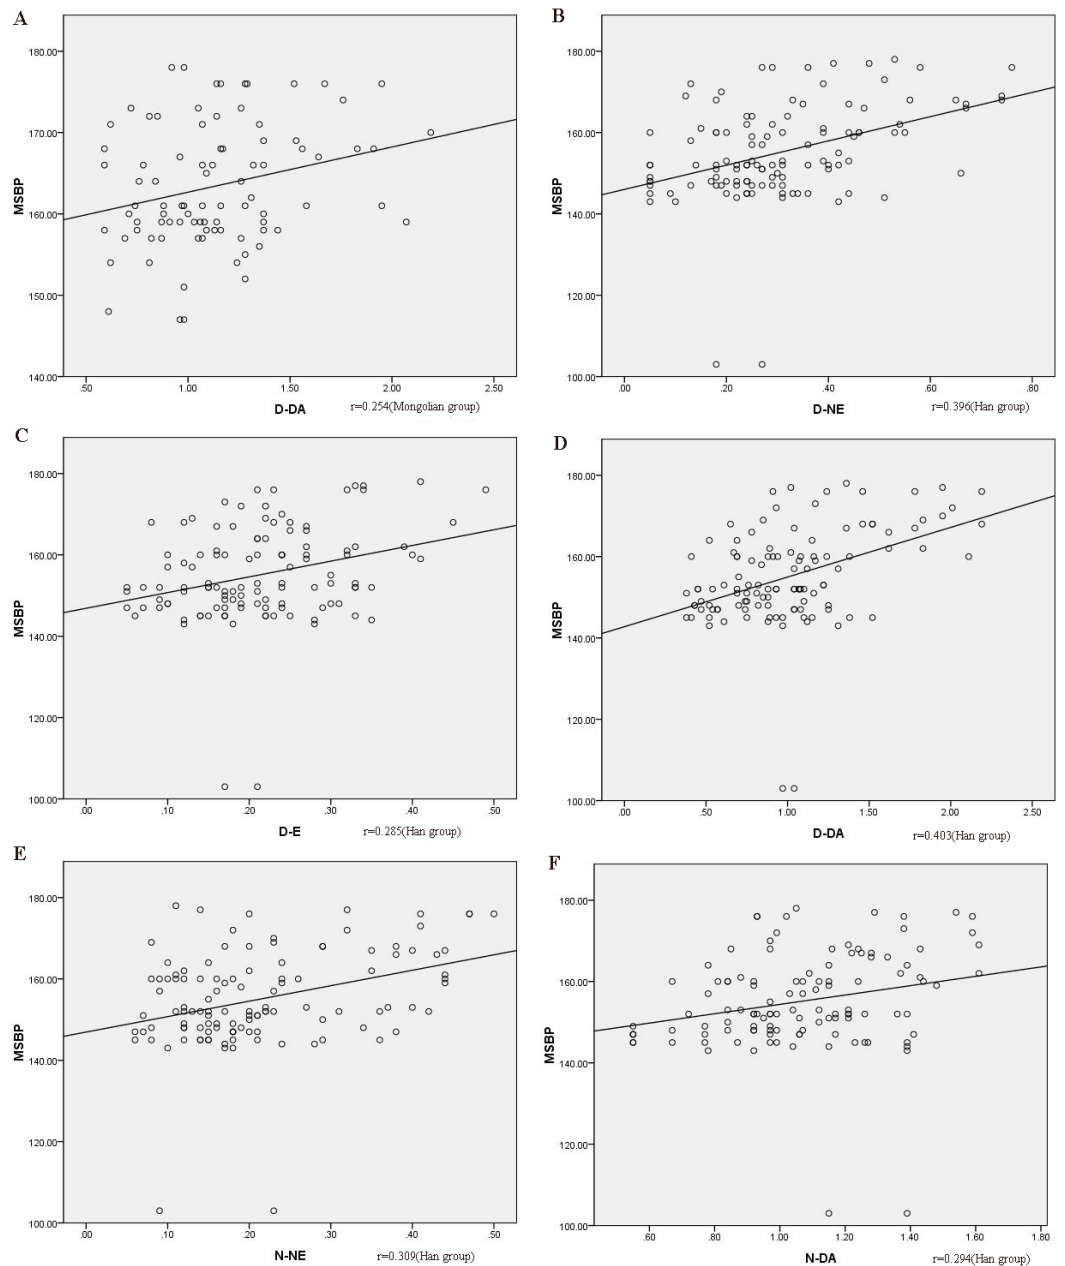 A
MSBP
180.00
170.00
160.00
150.00
140.00
.50
1.00
1.50
2.00
2.50
D-DA
r=0.254(Mongolian group)
B
MSBP
180.00
160.00
140.00
120.00
100.00
.00
.20
.40
.60
.80
D-NE
r=0.396(Han group)
C
MSBP
180.00
160.00
140.00
120.00
100.00
.00
.10
.20
.30
.40
.50
D-E
r=0.285(Han group)
D
MSBP
180.00
160.00
140.00
120.00
100.00
.00
.50
1.00
1.50
2.00
2.50
D-DA
r=0.403(Han group)
E
MSBP
180.00
160.00
140.00
120.00
100.00
.00
.10
.20
.30
.40
.50
N-NE
r=0.309(Han group)
F
MSBP
180.00
160.00
140.00
120.00
100.00
.60
.80
1.00
1.20
1.40
1.60
1.80
N-DA
r=0.294(Han group)